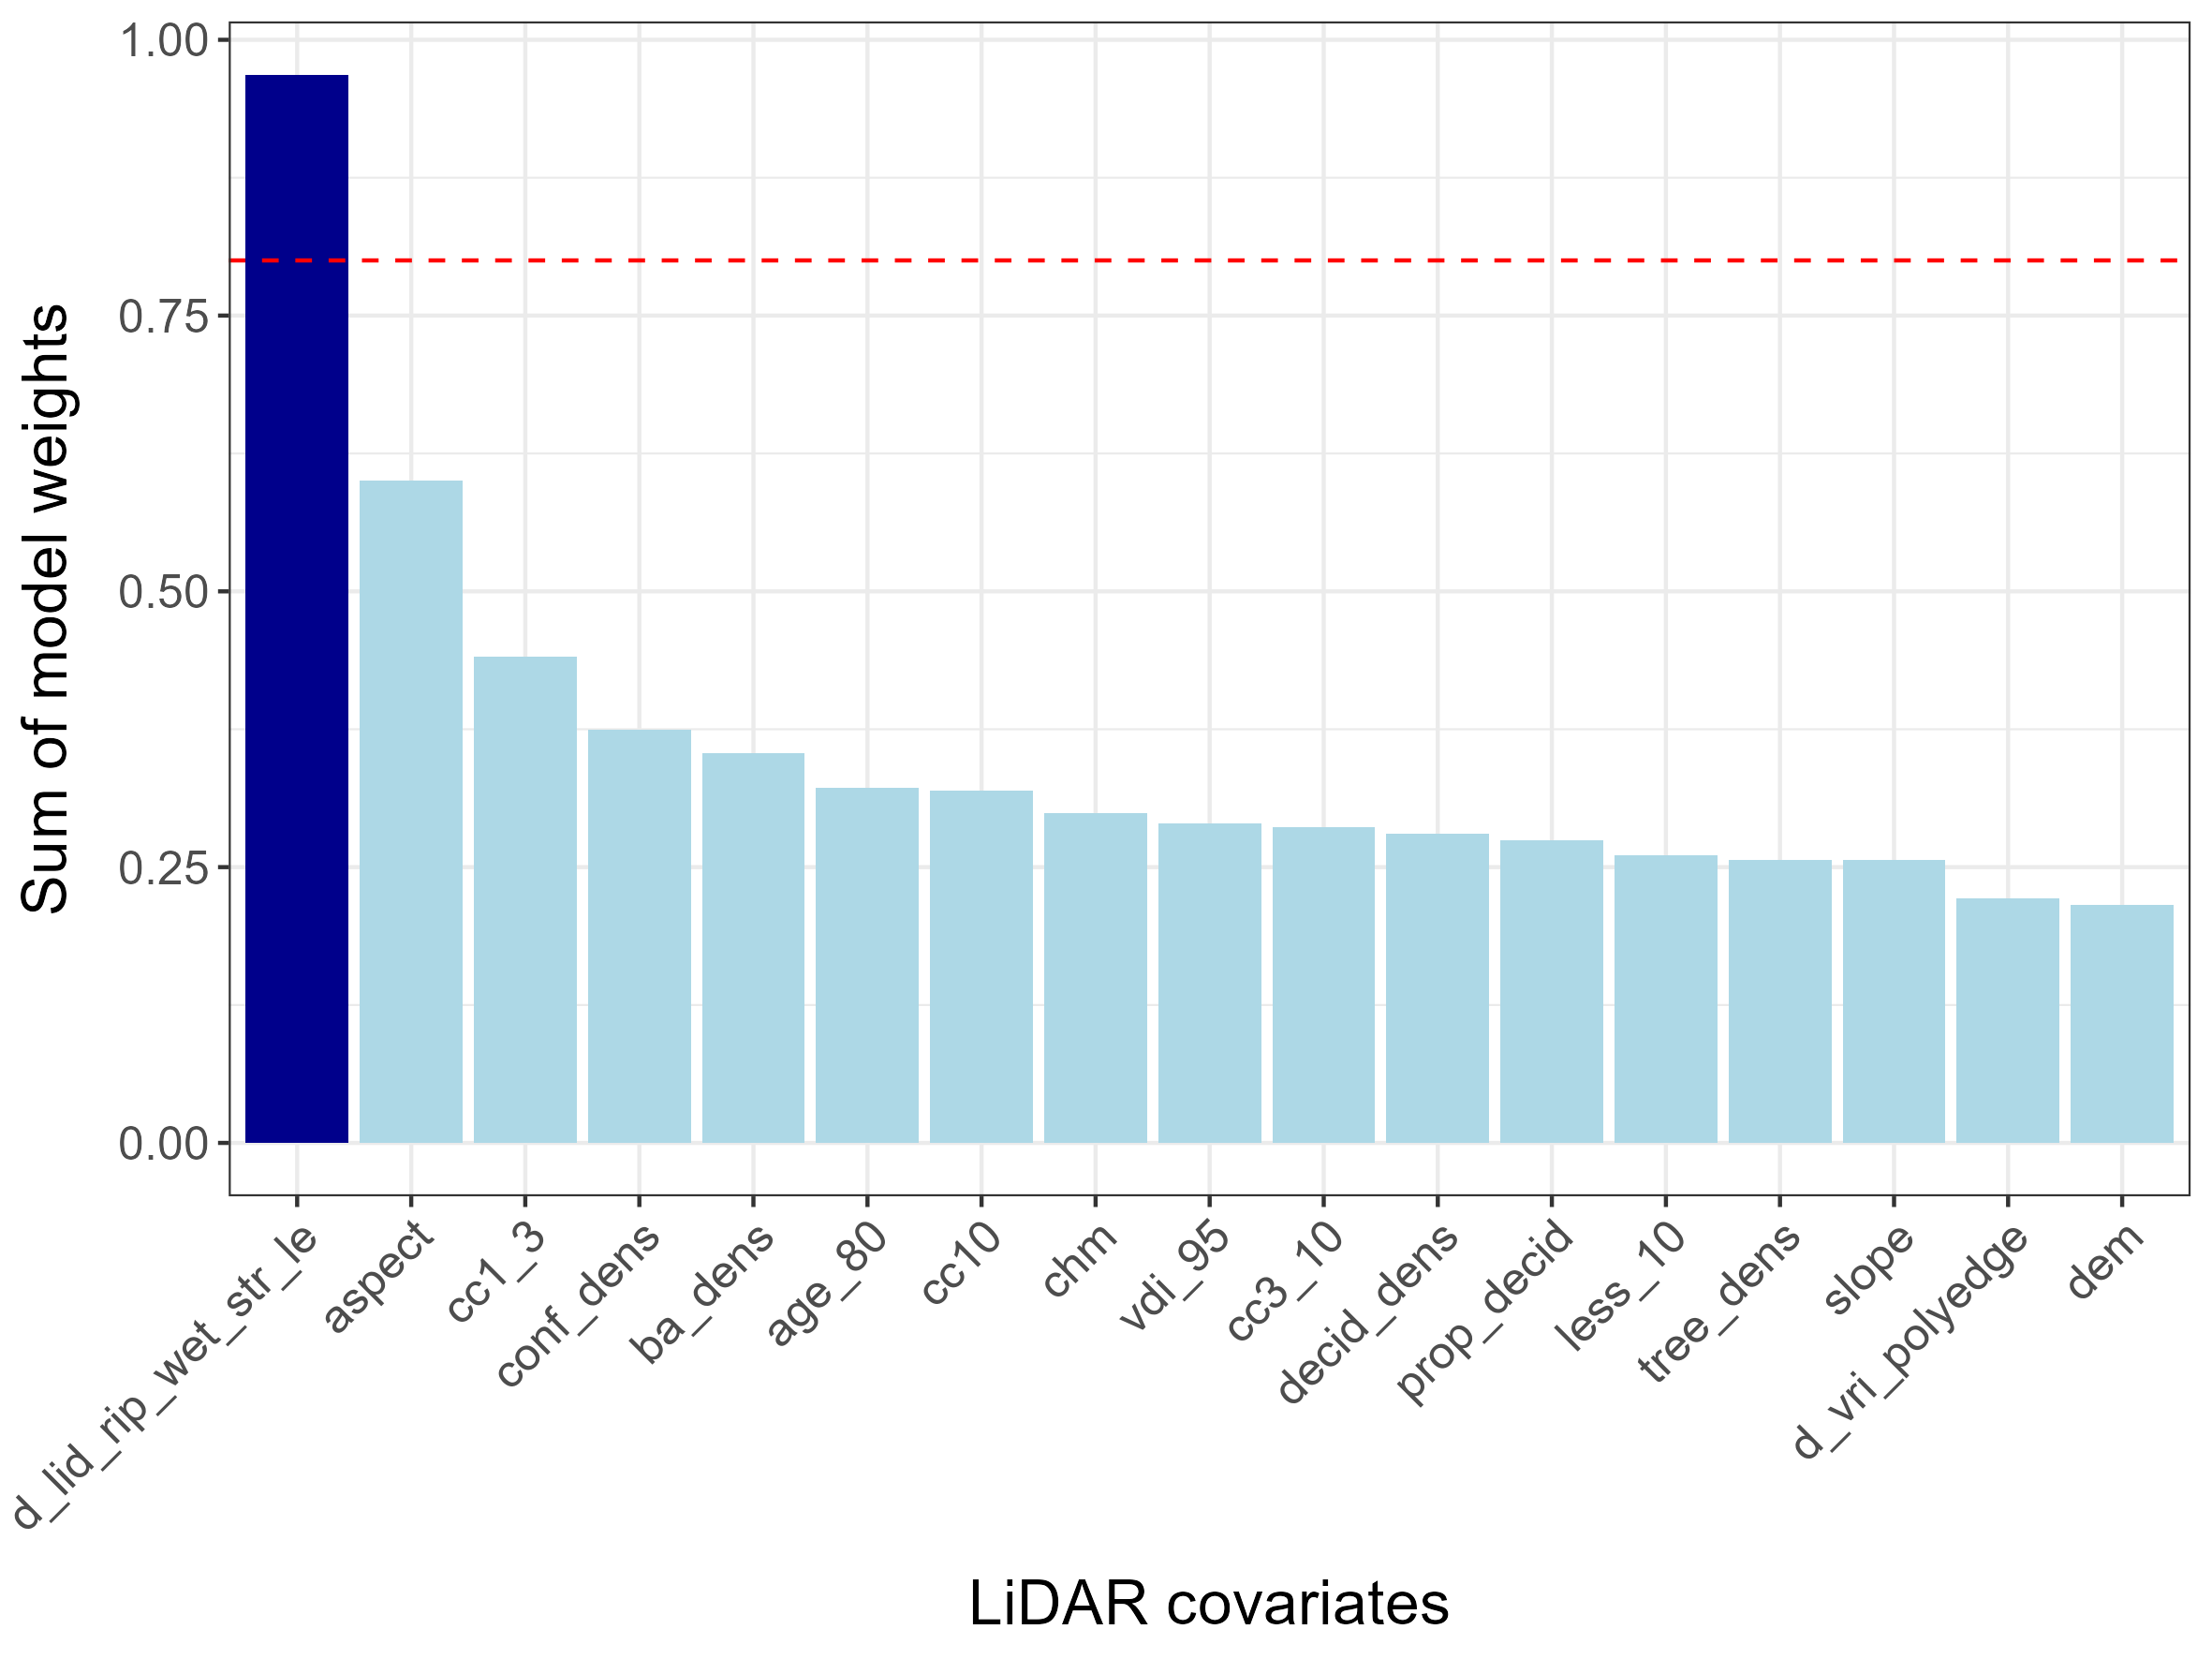 Sum of model weights
1.00
0.75
0.50
0.25
0.00
d_lid_rip_wet_str_le
aspect
cc1_3
conf_dens
ba_dens
age_80
cc10
chm
vdi_95
cc3_10
decid_dens
prop_decid
less_10
tree_dens
slope
d_vri_polyedge
dem
LiDAR covariates